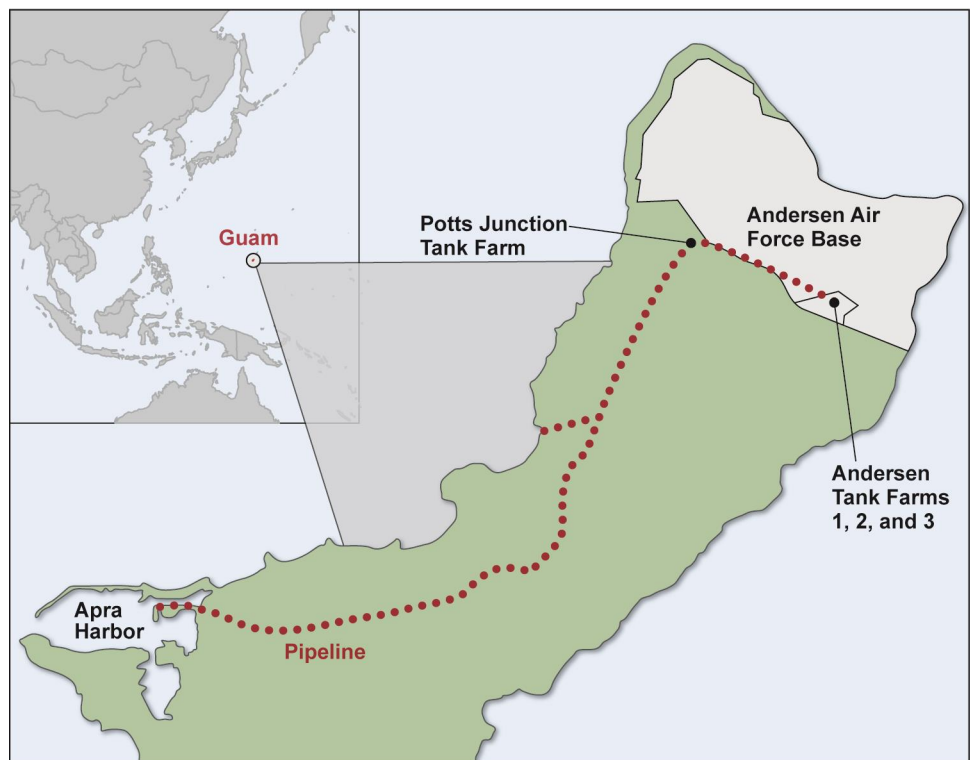 Guam
Potts Junction
Tank Farm
Andersen Air
Force Base
Andersen
Tank Farms
1, 2, and 3
Apra
Harbor
Pipeline